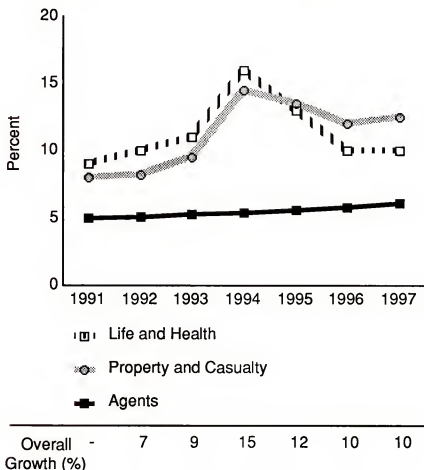 20
15
Percent
10
5
0
1991 1992 1993 1994 1995 1996 1997
Life and Health
Property and Casualty
Agents
Overall - 7 9 15 12 10 10
Growth (%)